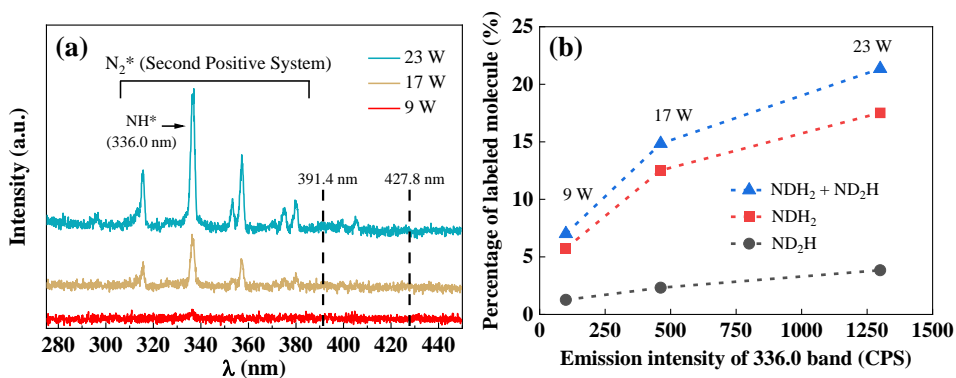 (a)
N₂* (Second Positive System)
23 W
17 W
9 W
NH*
(336.0 nm)
391.4 nm
427.8 nm
Intensity (a.u.)
280 300 320 340 360 380 400 420 440
λ (nm)
(b)
Percentage of labeled molecule (%)
25
20
15
10
5
0
9 W
17 W
23 W
NDH₂ + ND₂H
NDH₂
ND₂H
0 250 500 750 1000 1250 1500
Emission intensity of 336.0 band (CPS)